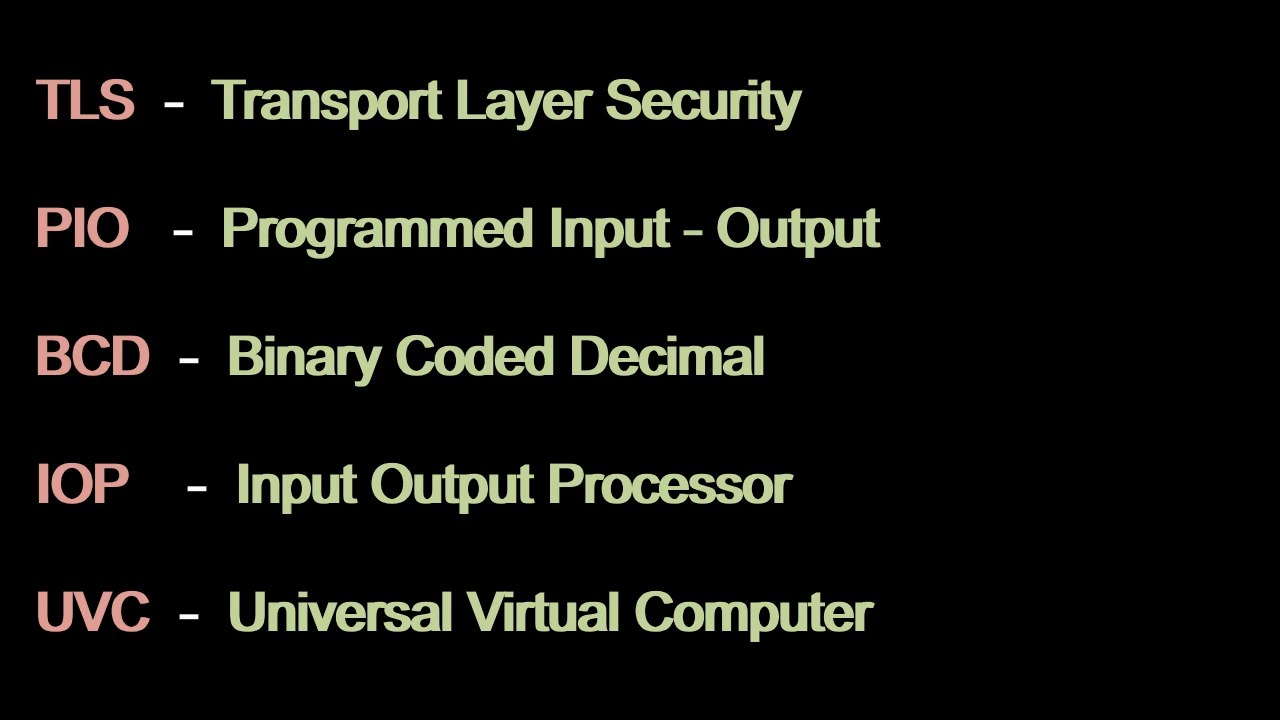 TLS - Transport Layer Security
PIO - Programmed Input - Output
BCD - Binary Coded Decimal
IOP - Input Output Processor
UVC - Universal Virtual Computer